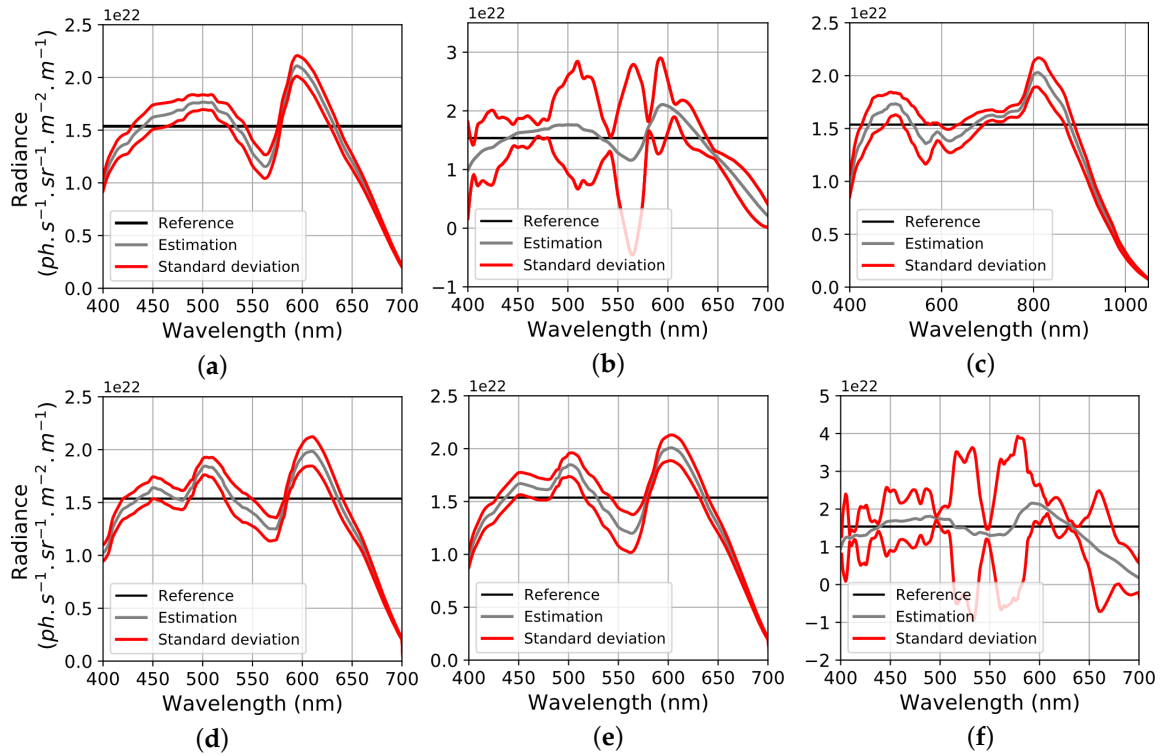 1e22
2.5
2.0
1.5
1.0
0.5
0.0
400 450 500 550 600 650 700
Wavelength (nm)
Radiance
(ph. s⁻¹. sr⁻¹. m⁻². m⁻¹)
Reference
Estimation
Standard deviation
(a)
1e22
3
2
1
0
−1
400 450 500 550 600 650 700
Wavelength (nm)
Reference
Estimation
Standard deviation
(b)
1e22
2.5
2.0
1.5
1.0
0.5
0.0
400 500 600 700 800 900 1000
Wavelength (nm)
Reference
Estimation
Standard deviation
(c)
1e22
2.5
2.0
1.5
1.0
0.5
0.0
400 450 500 550 600 650 700
Wavelength (nm)
Radiance
(ph. s⁻¹. sr⁻¹. m⁻². m⁻¹)
Reference
Estimation
Standard deviation
(d)
1e22
2.5
2.0
1.5
1.0
0.5
0.0
400 450 500 550 600 650 700
Wavelength (nm)
Reference
Estimation
Standard deviation
(e)
1e22
5
4
3
2
1
0
−1
−2
400 450 500 550 600 650 700
Wavelength (nm)
Reference
Estimation
Standard deviation
(f)